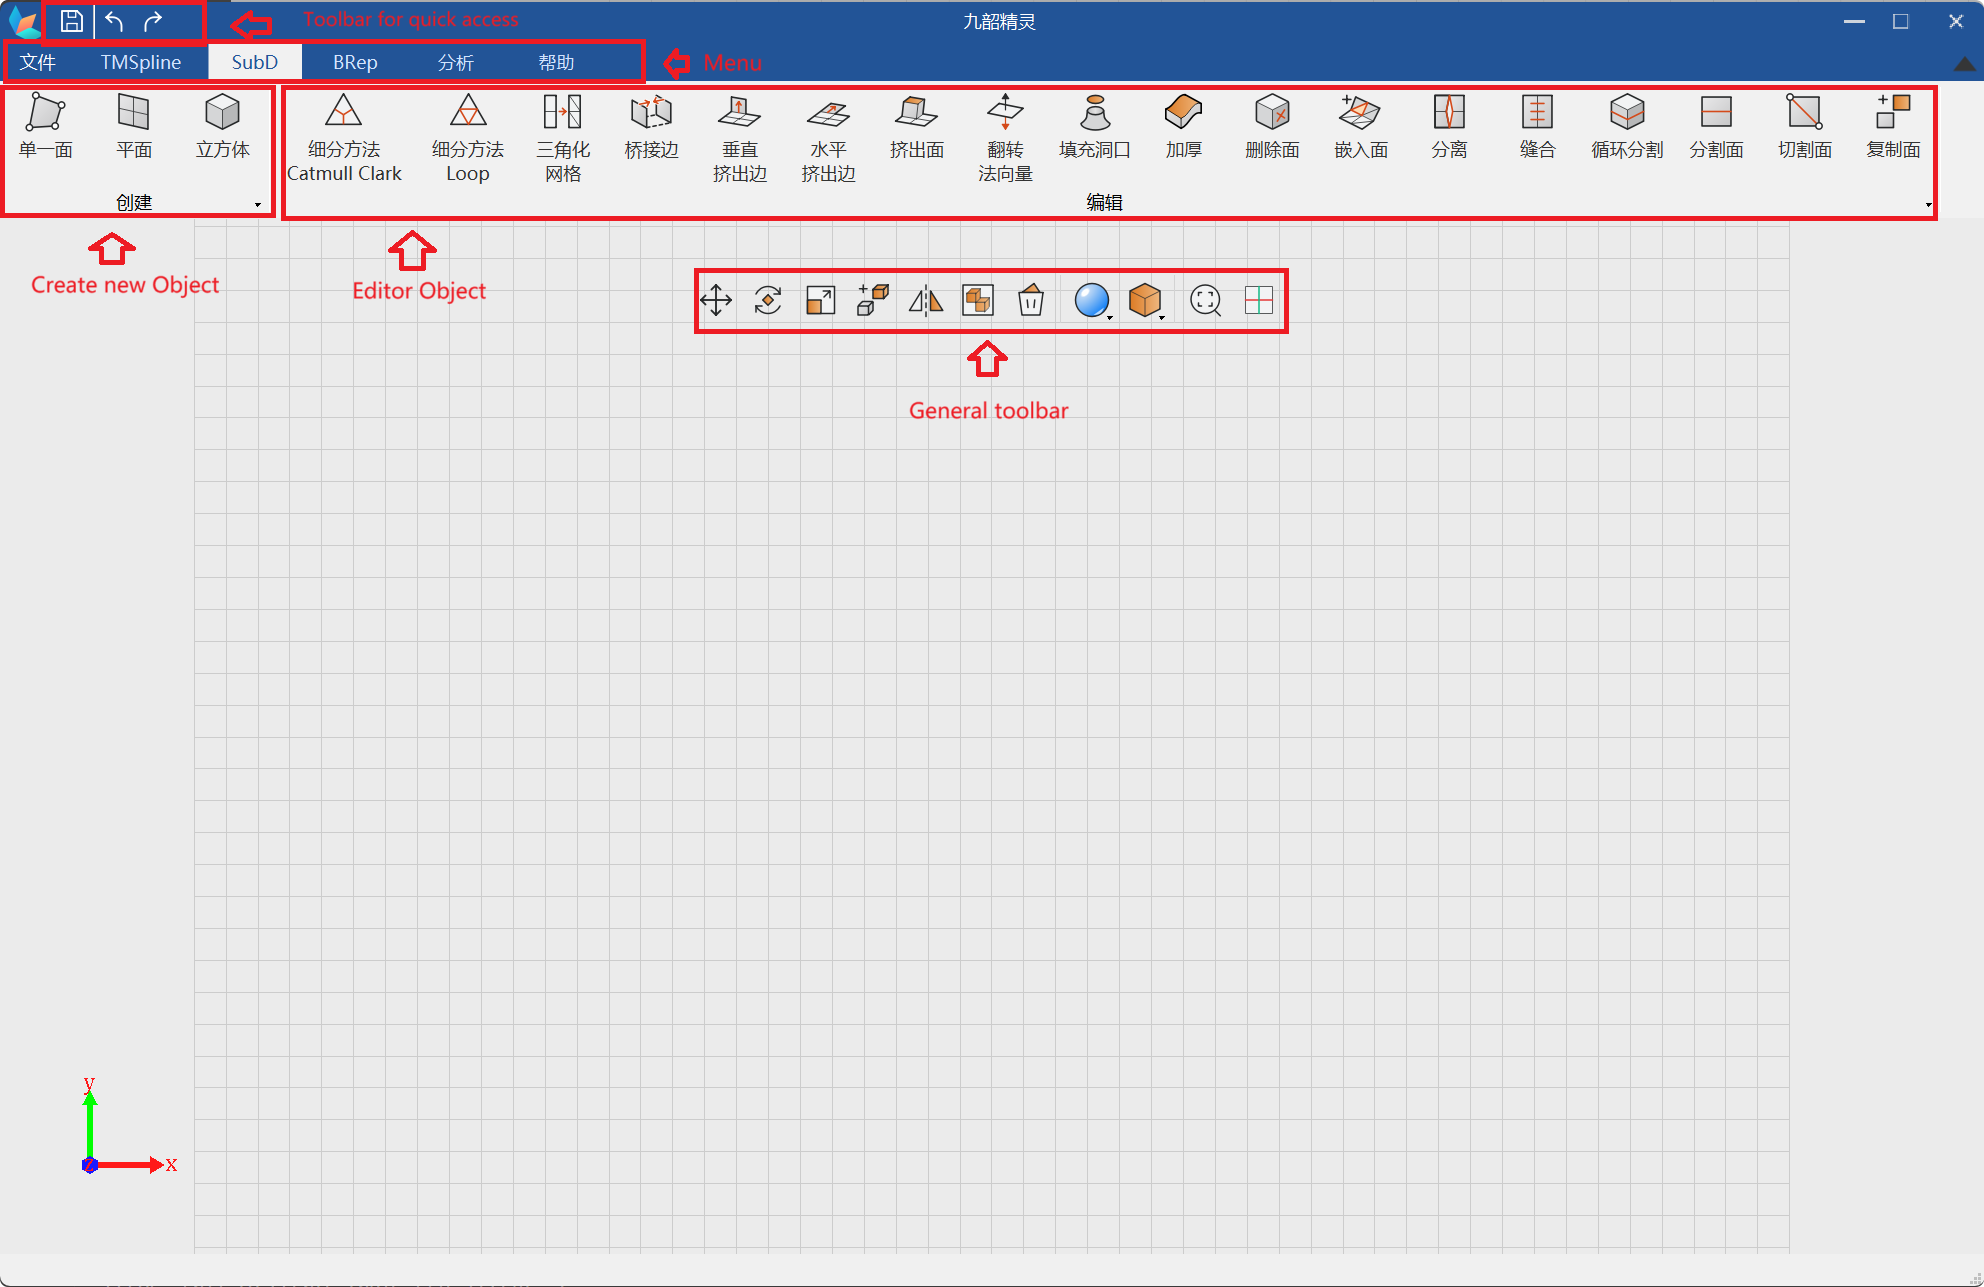 Toolbar for quick access
九韶精灵
文件 TMSpline SubD BRep 分析 帮助
Menu
单一面 平面 立方体
细分方法 Catmull Clark
细分方法 Loop
三角化 网格
桥接边
垂直 挤出边
水平 挤出边
挤出面
翻转 法向量
填充洞口
加厚
删除面
嵌入面
分离
缝合
循环分割
分割面
切割面
复制面
创建
编辑
Create new Object
Editor Object
General toolbar
y
z
x